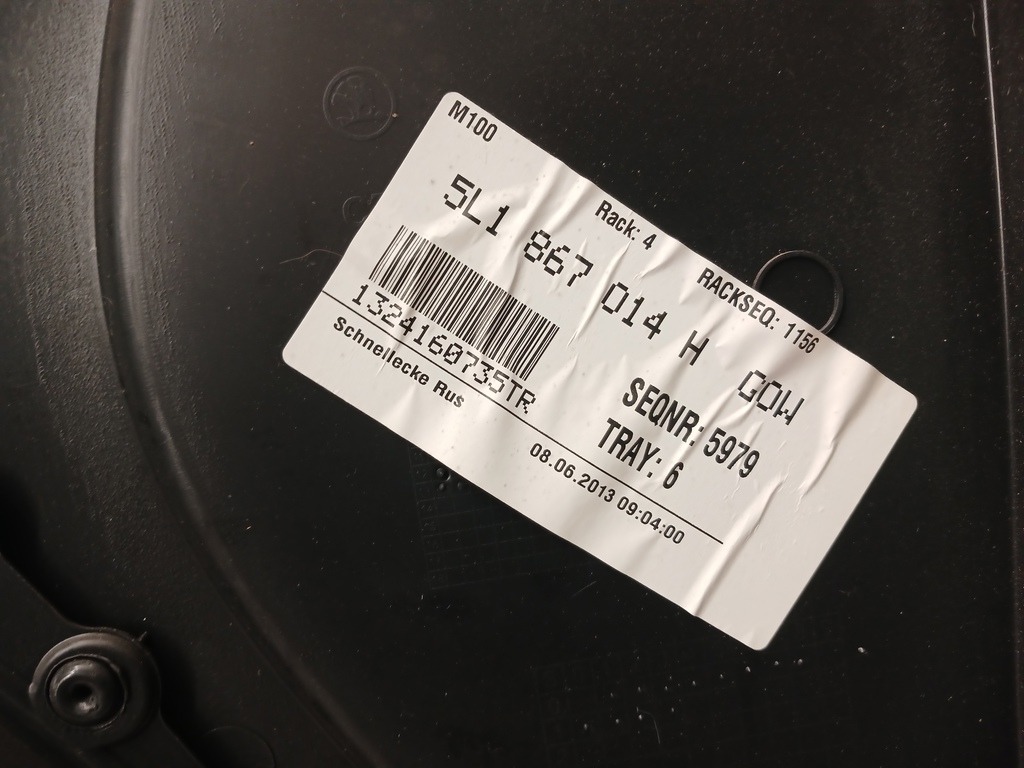 M100
Rack: 4
RACKSEQ: 1156
5L1 867 014 H GOW
1324160735TR
SEQNR: 5979
TRAY: 6
Schnellecke Rus
08.06.2013 09:04:00